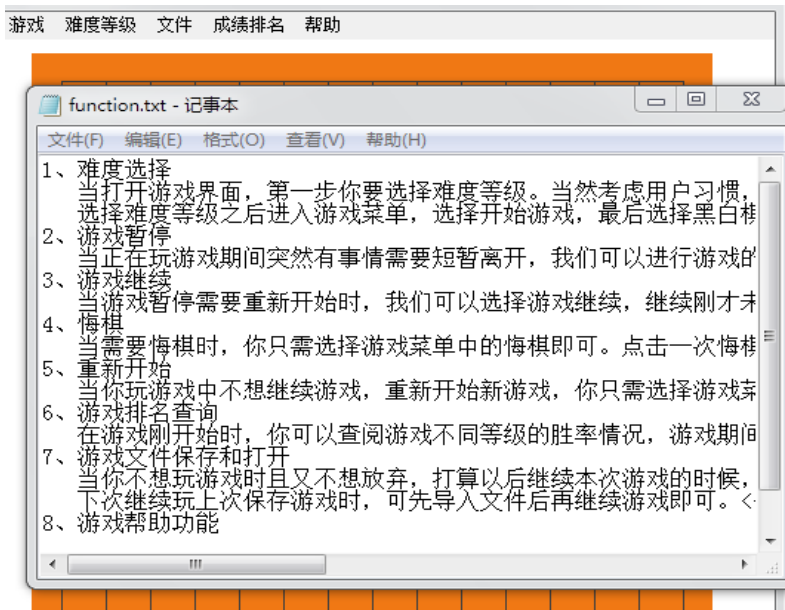 游戏 难度等级 文件 成绩排名 帮助
function.txt - 记事本
文件(F) 编辑(E) 格式(O) 查看(V) 帮助(H)
1、难度选择
当打开游戏界面，第一步你要选择难度等级。当然考虑用户习惯，
选择难度等级之后进入游戏菜单，选择开始游戏，最后选择黑白棋
2、游戏暂停
当正在玩游戏期间突然有事情需要短暂离开，我们可以进行游戏的
3、游戏继续
当游戏暂停需要重新开始时，我们可以选择游戏继续，继续刚才未
4、悔棋
当需要悔棋时，你只需选择游戏菜单中的悔棋即可。点击一次悔棋
5、重新开始
当你玩游戏中不想继续游戏，重新开始新游戏，你只需选择游戏菜
6、游戏排名查询
在游戏刚开始时，你可以查阅游戏不同等级的胜率情况，游戏期间
7、游戏文件保存和打开
当你不想玩游戏时且又不想放弃，打算以后继续本次游戏的时候，
下次继续玩上次保存游戏时，可先导入文件后再继续游戏即可。<
8、游戏帮助功能